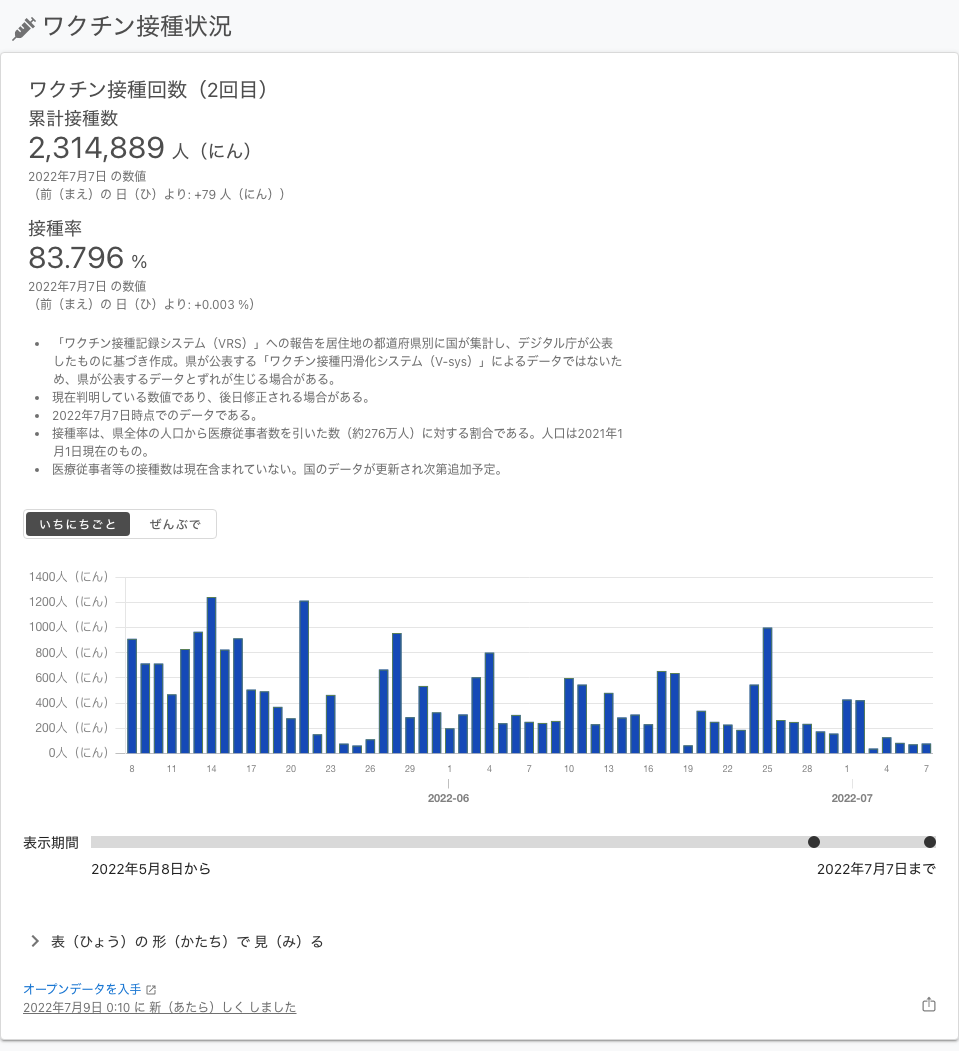 ワクチン接種状況
ワクチン接種回数（2回目）
累計接種数
2,314,889 人（にん）
2022年7月7日 の数値
（前（まえ）の 日（ひ）より: +79 人（にん））
接種率
83.796 %
2022年7月7日 の数値
（前（まえ）の 日（ひ）より: +0.003 %）
• 「ワクチン接種記録システム（VRS）」への報告を居住地の都道府県別に国が集計し、デジタル庁が公表
したものに基づき作成。県が公表する「ワクチン接種円滑化システム（V-sys）」によるデータではないた
め、県が公表するデータとずれが生じる場合がある。
• 現在判明している数値であり、後日修正される場合がある。
• 2022年7月7日時点でのデータである。
• 接種率は、県全体の人口から医療従事者数を引いた数（約276万人）に対する割合である。人口は2021年1
月1日現在のもの。
• 医療従事者等の接種数は現在含まれていない。国のデータが更新され次第追加予定。
いちにちごと ぜんぶで
1400人（にん）
1200人（にん）
1000人（にん）
800人（にん）
600人（にん）
400人（にん）
200人（にん）
0人（にん）
8 11 14 17 20 23 26 29 1 4 7 10 13 16 19 22 25 28 1 4 7
2022-06 2022-07
表示期間
2022年5月8日から 2022年7月7日まで
表（ひょう）の 形（かたち）で 見（み）る
オープンデータを入手
2022年7月9日 0:10 に 新（あたら）しく しました